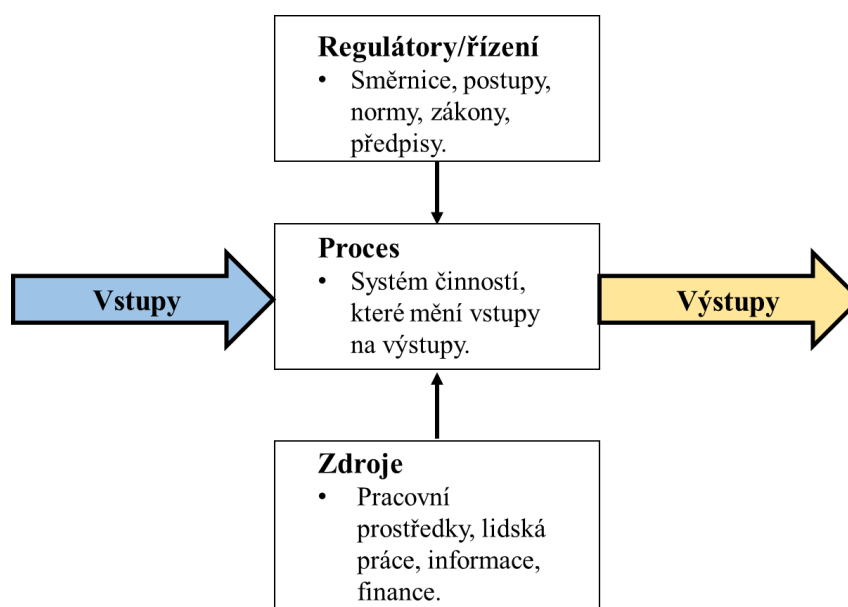 Regulátory/řízení
• Směrnice, postupy,
normy, zákony,
předpisy.
Vstupy
Proces
• Systém činností,
které mění vstupy
na výstupy.
Výstupy
Zdroje
• Pracovní
prostředky, lidská
práce, informace,
finance.